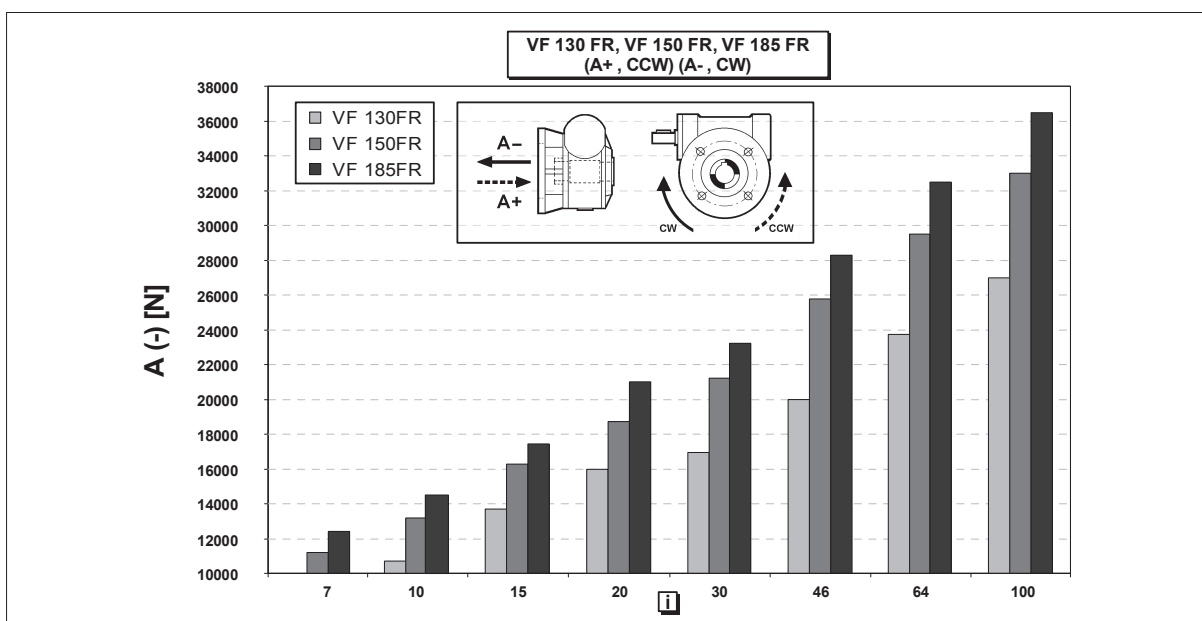 VF 130 FR, VF 150 FR, VF 185 FR
(A+ , CCW) (A- , CW)
38000
36000
34000
32000
30000
28000
26000
24000
22000
20000
18000
16000
14000
12000
10000
A (-) [N]
VF 130FR
VF 150FR
VF 185FR
A–
A+
CW
CCW
7 10 15 20 30 46 64 100
i